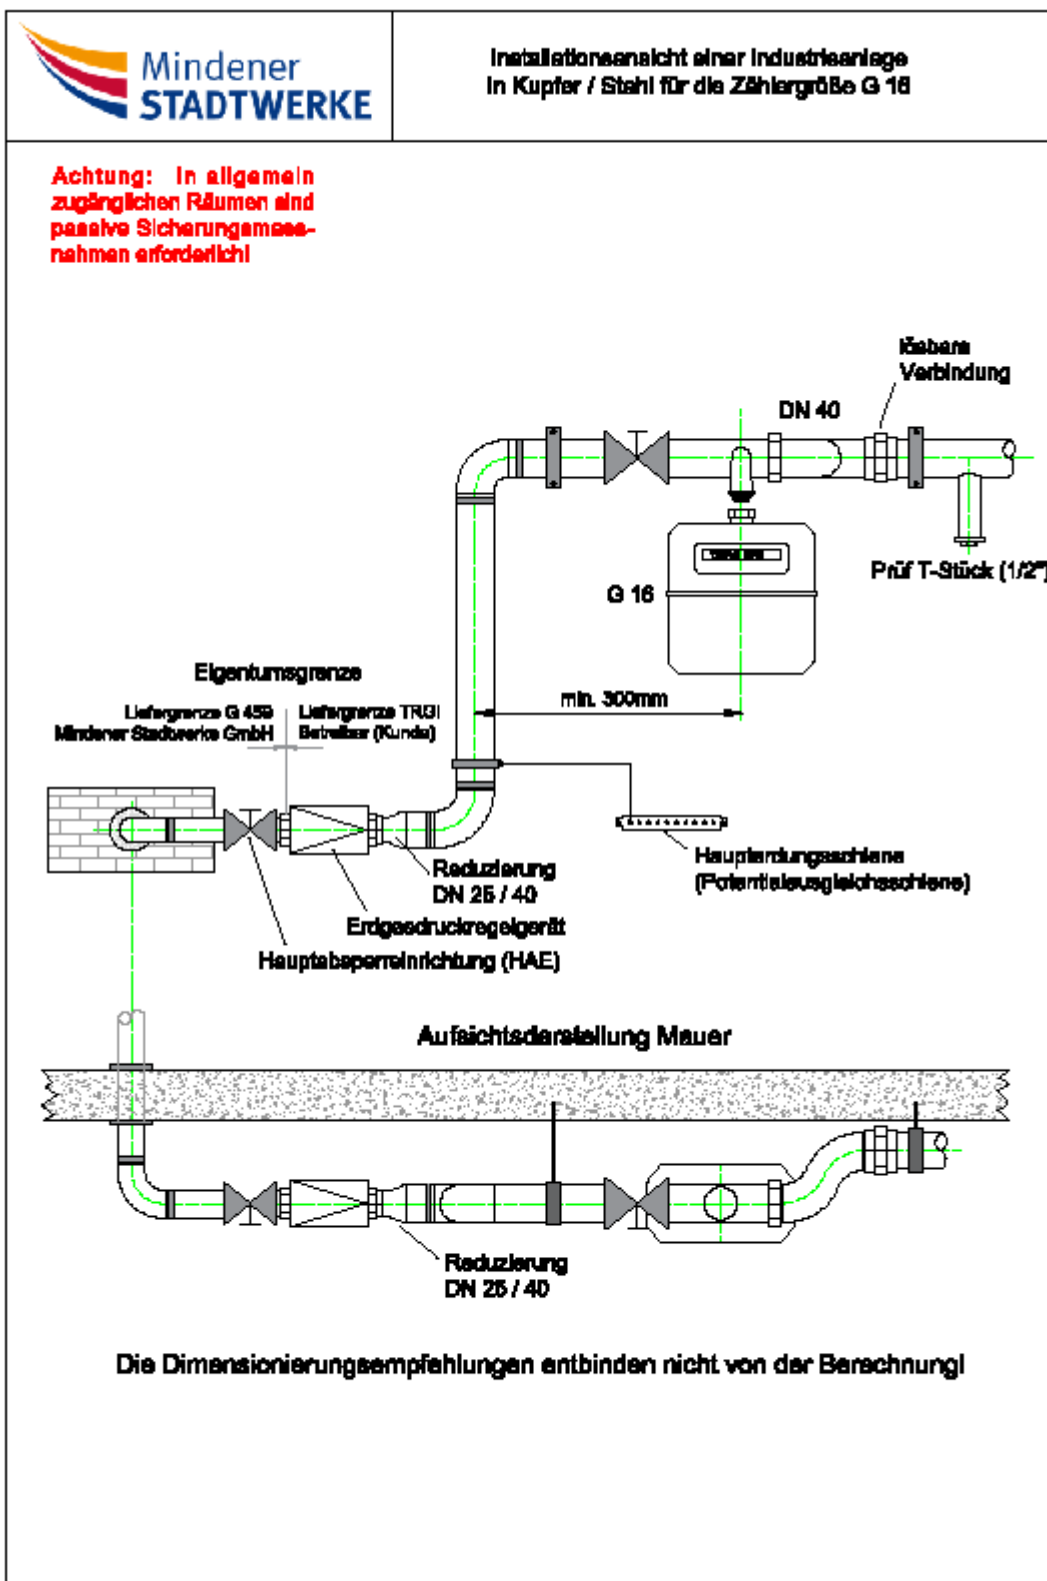 Mindener
STADTWERKE
Installationsansicht einer Industrieanlage
in Kupfer / Stahl für die Zählergröße G 16
Achtung: In allgemein
zugänglichen Räumen sind
passive Sicherungsmass-
nahmen erforderlich!
lösbare
Verbindung
DN 40
Prüf T-Stück (1/2")
G 16
Eigentumsgrenze
min. 300mm
Liefergrenze G 459
Mindener Stadtwerke GmbH
Liefergrenze TRGI
Betreiber (Kunde)
Haupterdungsschiene
(Potentialausgleichsschiene)
Reduzierung
DN 25 / 40
Erdgasdruckregelgerät
Hauptabsperreinrichtung (HAE)
Aufsichtsdarstellung Mauer
Reduzierung
DN 25 / 40
Die Dimensionierungsempfehlungen entbinden nicht von der Berechnung!